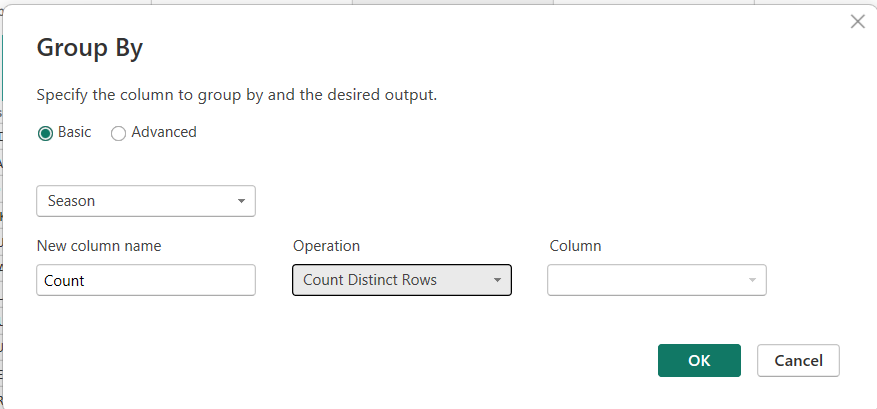 Group By
Specify the column to group by and the desired output.
Basic Advanced
Season
New column name Operation Column
Count Count Distinct Rows
OK Cancel